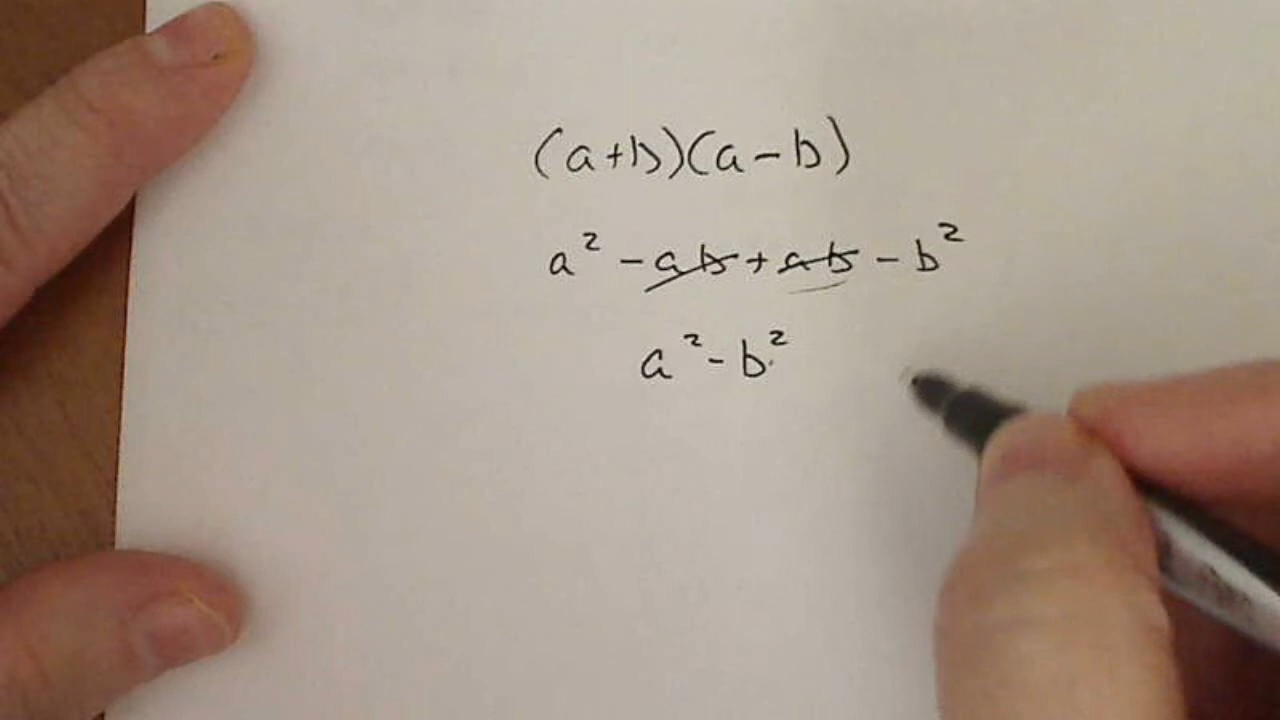 (a+b)(a-b)
a² - ab + ab - b²
a² - b²